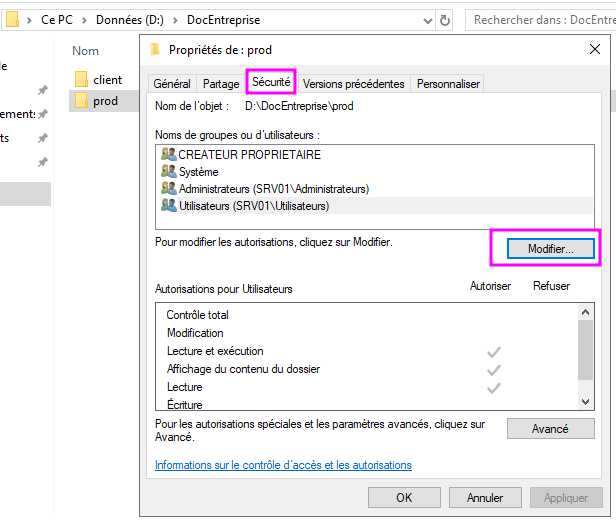 Ce PC > Données (D:) > DocEntreprise
Rechercher dans : DocEntre
Nom
client
prod
le
ements
ts
Propriétés de : prod
Général Partage Sécurité Versions précédentes Personnaliser
Nom de l'objet : D:\DocEntreprise\prod
Noms de groupes ou d'utilisateurs :
CREATEUR PROPRIETAIRE
Système
Administrateurs (SRV01\Administrateurs)
Utilisateurs (SRV01\Utilisateurs)
Pour modifier les autorisations, cliquez sur Modifier.
Modifier...
Autorisations pour Utilisateurs Autoriser Refuser
Contrôle total
Modification
Lecture et exécution
Affichage du contenu du dossier
Lecture
Écriture
Pour les autorisations spéciales et les paramètres avancés, cliquez sur
Avancé.
Avancé
Informations sur le contrôle d'accès et les autorisations
OK Annuler Appliquer